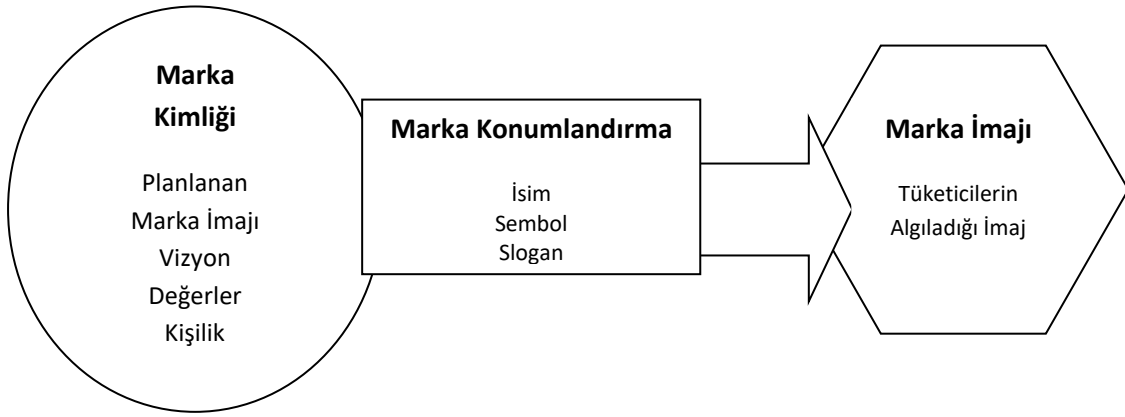 Marka
Kimliği
Planlanan
Marka İmajı
Vizyon
Değerler
Kişilik
Marka Konumlandırma
İsim
Sembol
Slogan
Marka İmajı
Tüketicilerin
Algıladığı İmaj